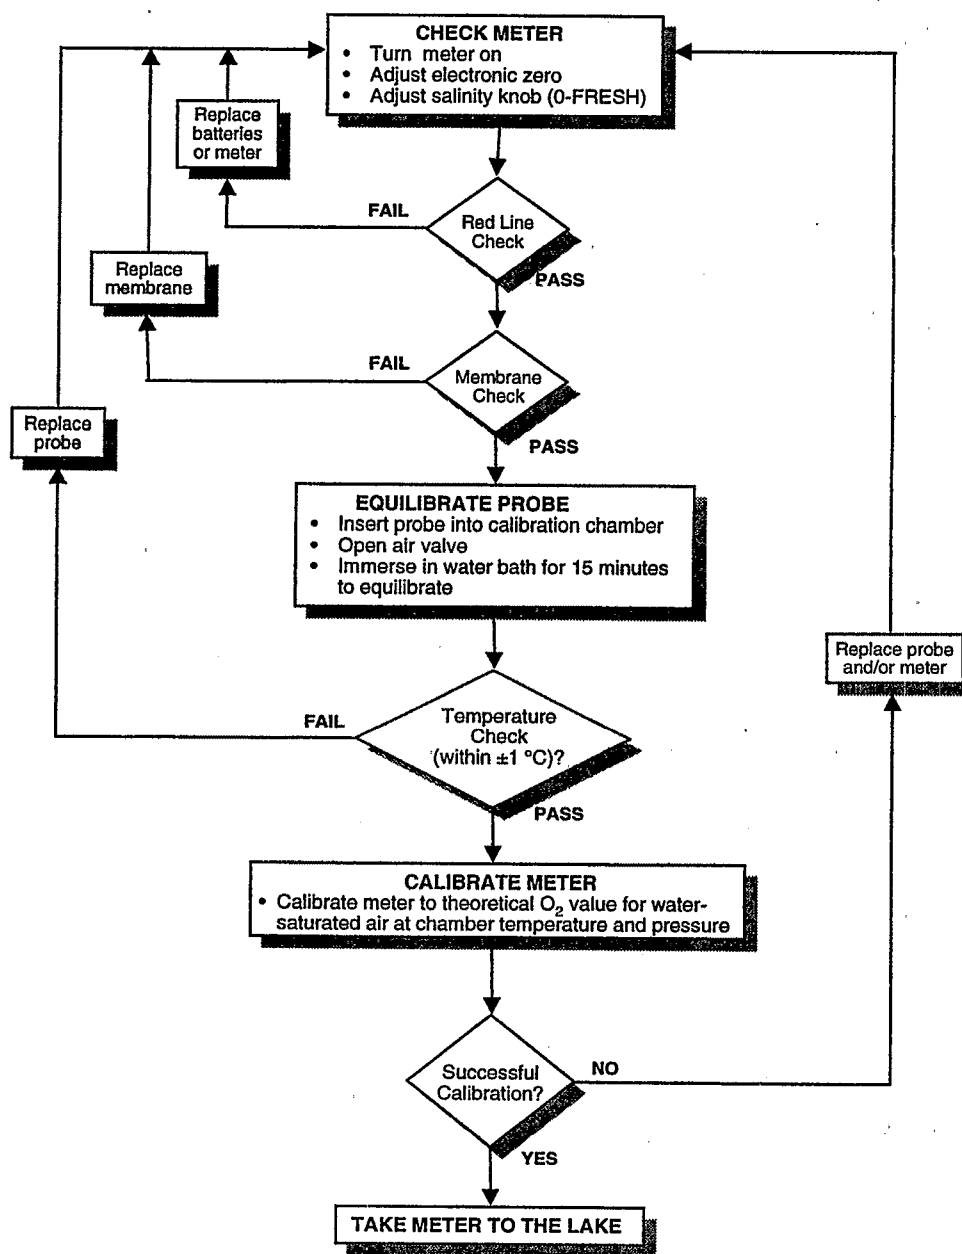 CHECK METER
• Turn meter on
• Adjust electronic zero
• Adjust salinity knob (0-FRESH)
Replace
batteries
or meter
FAIL
Red Line
Check
PASS
Replace
membrane
FAIL
Membrane
Check
PASS
Replace
probe
EQUILIBRATE PROBE
• Insert probe into calibration chamber
• Open air valve
• Immerse in water bath for 15 minutes
to equilibrate
Replace probe
and/or meter
FAIL
Temperature
Check
(within ±1 °C)?
PASS
CALIBRATE METER
• Calibrate meter to theoretical O₂ value for water-
saturated air at chamber temperature and pressure
Successful
Calibration?
NO
YES
TAKE METER TO THE LAKE